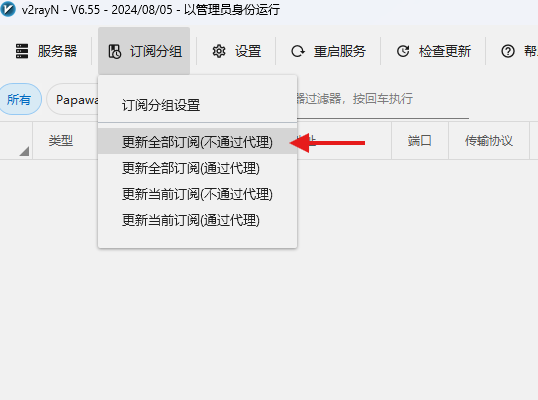 v2rayN - V6.55 - 2024/08/05 - 以管理员身份运行
服务器 订阅分组 设置 重启服务 检查更新 帮
所有 Papawa 器过滤器，按回车执行
订阅分组设置
类型 端口 传输协议
更新全部订阅(不通过代理)
更新全部订阅(通过代理)
更新当前订阅(不通过代理)
更新当前订阅(通过代理)